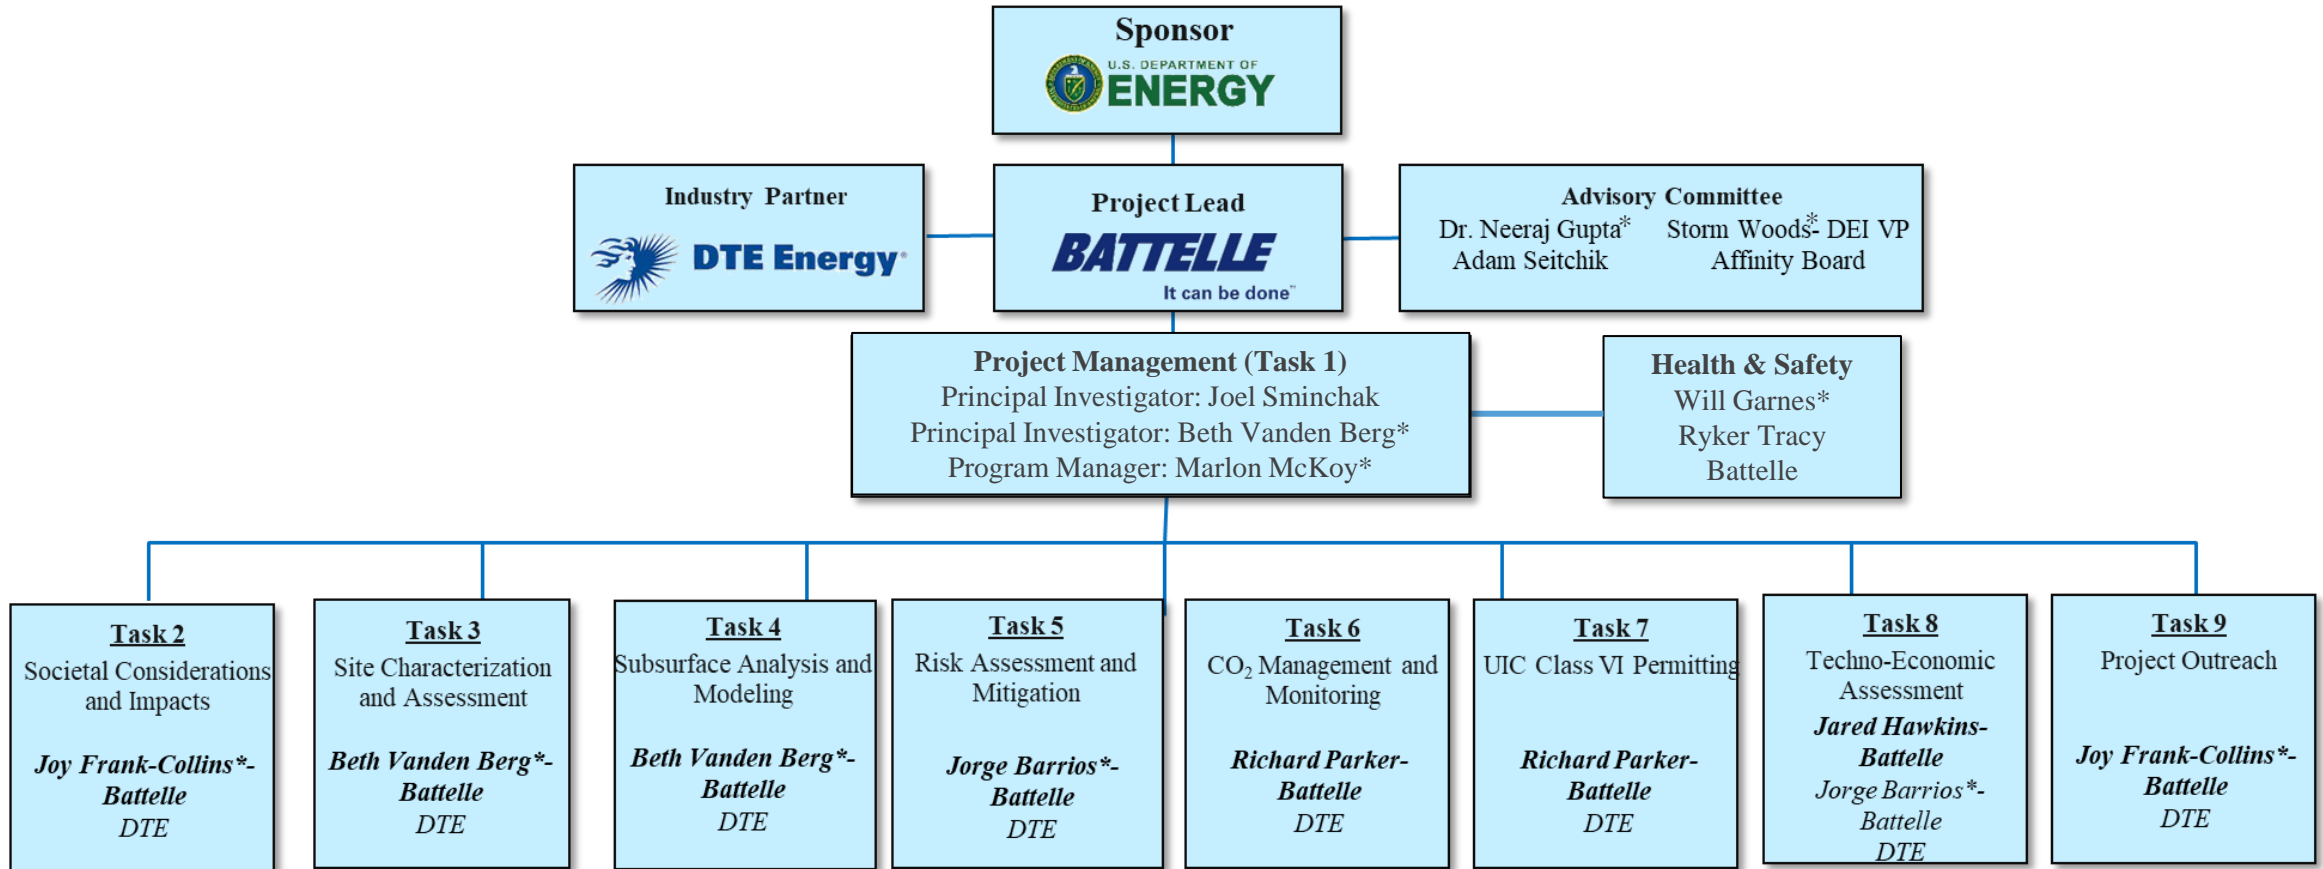 Sponsor
U.S. DEPARTMENT OF
ENERGY
Industry Partner
DTE Energy®
Project Lead
BATTELLE
It can be done™
Advisory Committee
Dr. Neeraj Gupta* Storm Woods*- DEI VP
Adam Seitchik Affinity Board
Project Management (Task 1)
Principal Investigator: Joel Sminchak
Principal Investigator: Beth Vanden Berg*
Program Manager: Marlon McKoy*
Health & Safety
Will Garnes*
Ryker Tracy
Battelle
Task 2
Societal Considerations
and Impacts
Joy Frank-Collins*-
Battelle
DTE
Task 3
Site Characterization
and Assessment
Beth Vanden Berg*-
Battelle
DTE
Task 4
Subsurface Analysis and
Modeling
Beth Vanden Berg*-
Battelle
DTE
Task 5
Risk Assessment and
Mitigation
Jorge Barrios*-
Battelle
DTE
Task 6
CO₂ Management and
Monitoring
Richard Parker-
Battelle
DTE
Task 7
UIC Class VI Permitting
Richard Parker-
Battelle
DTE
Task 8
Techno-Economic
Assessment
Jared Hawkins-
Battelle
Jorge Barrios*-
Battelle
DTE
Task 9
Project Outreach
Joy Frank-Collins*-
Battelle
DTE